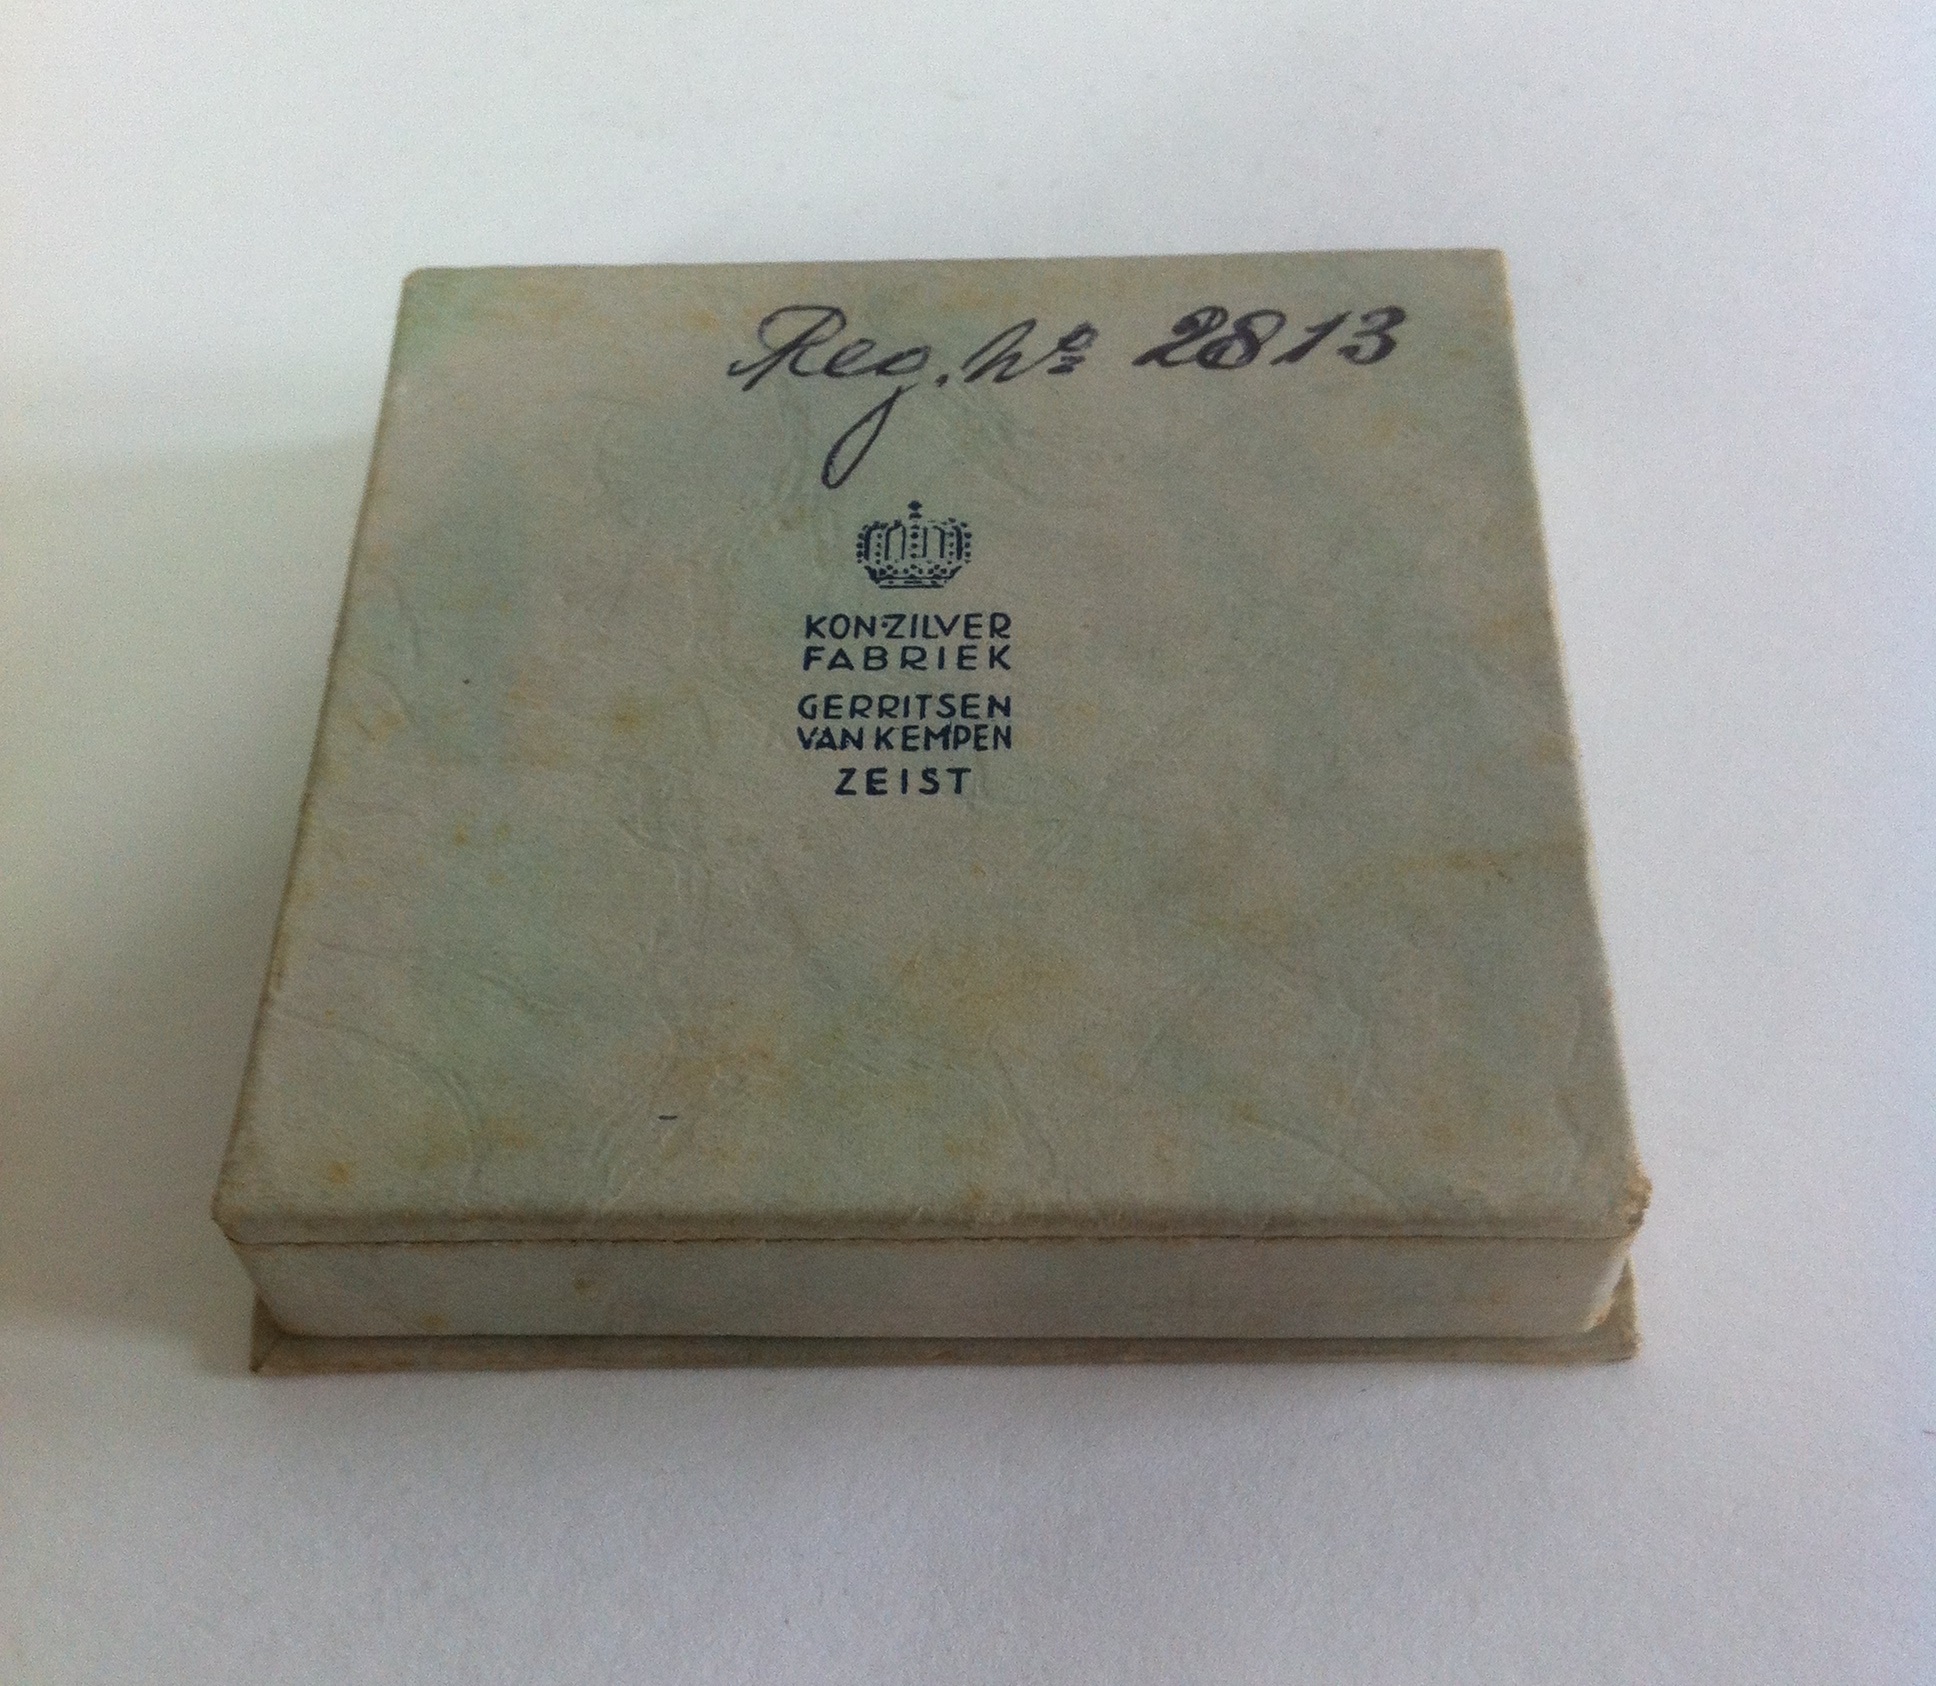 Reg. No 2813
KON·ZILVER
FABRIEK
GERRITSEN
VAN KEMPEN
ZEIST